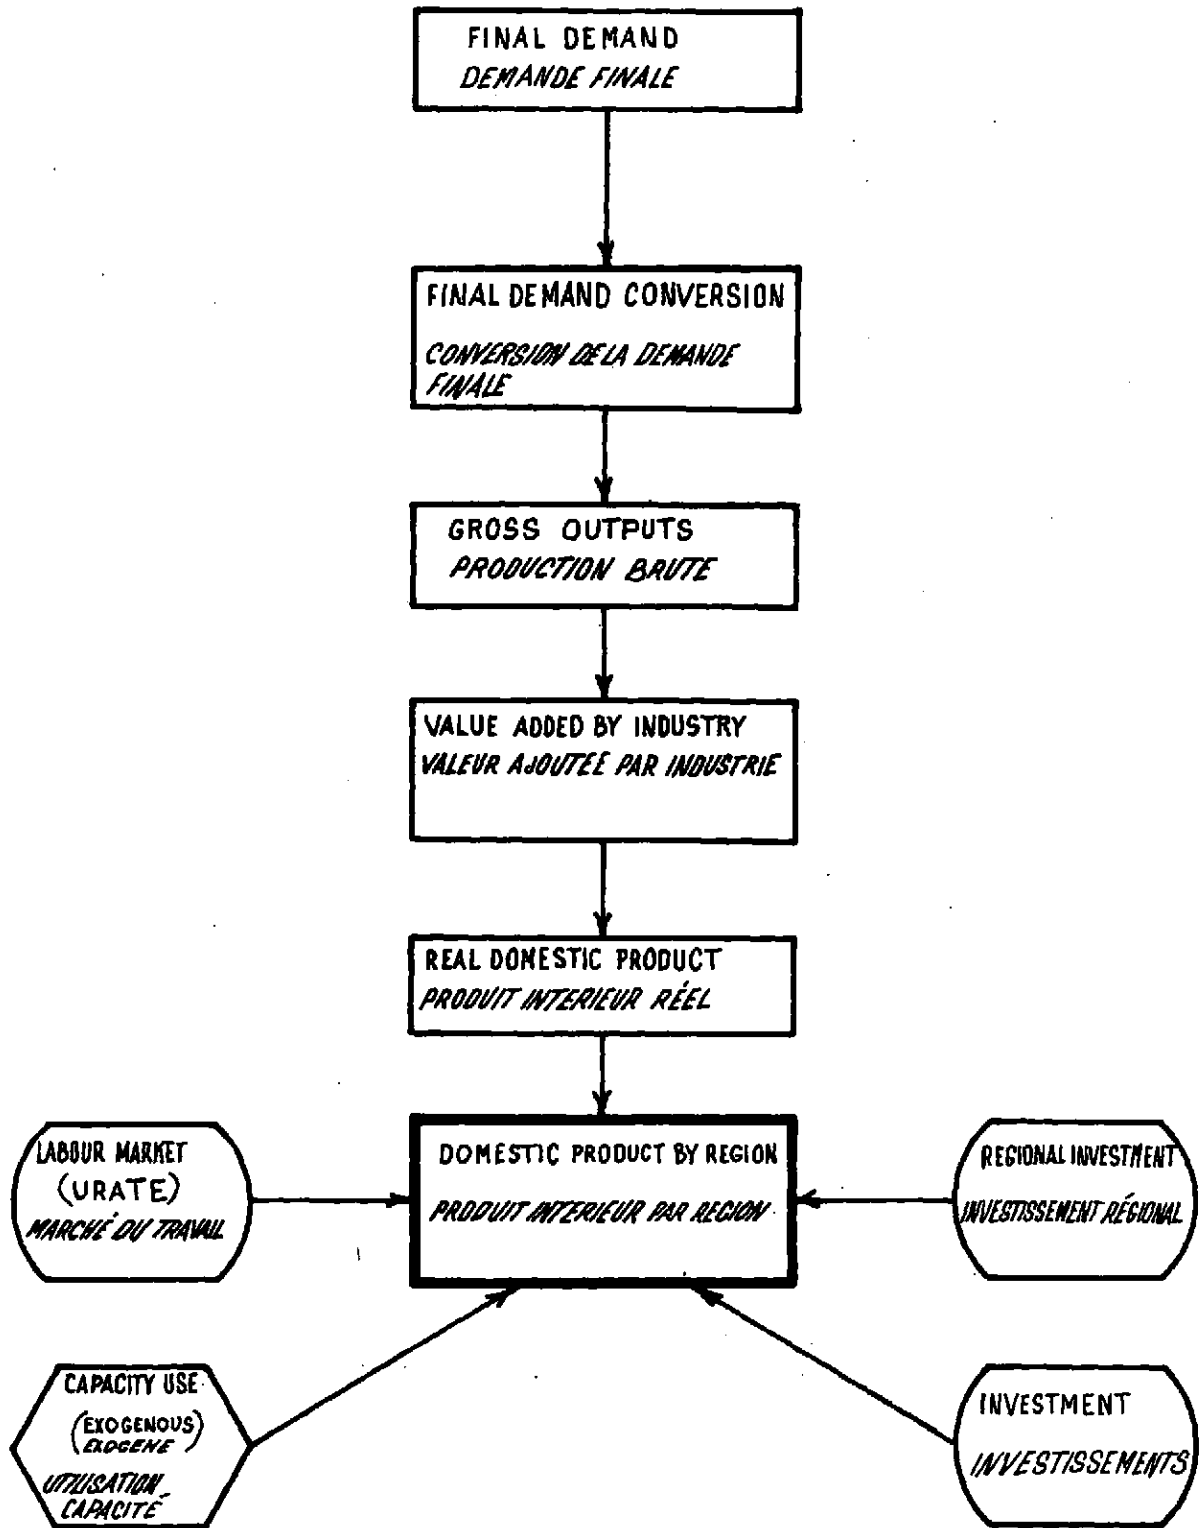 FINAL DEMAND
DEMANDE FINALE
FINAL DEMAND CONVERSION
CONVERSION DE LA DEMANDE
FINALE
GROSS OUTPUTS
PRODUCTION BRUTE
VALUE ADDED BY INDUSTRY
VALEUR AJOUTÉE PAR INDUSTRIE
REAL DOMESTIC PRODUCT
PRODUIT INTERIEUR RÉEL
LABOUR MARKET
(URATE)
MARCHÉ DU TRAVAIL
DOMESTIC PRODUCT BY REGION
PRODUIT INTERIEUR PAR REGION
REGIONAL INVESTMENT
INVESTISSEMENT RÉGIONAL
CAPACITY USE
(EXOGENOUS)
EXOGENE
UTILISATION
CAPACITÉ
INVESTMENT
INVESTISSEMENTS